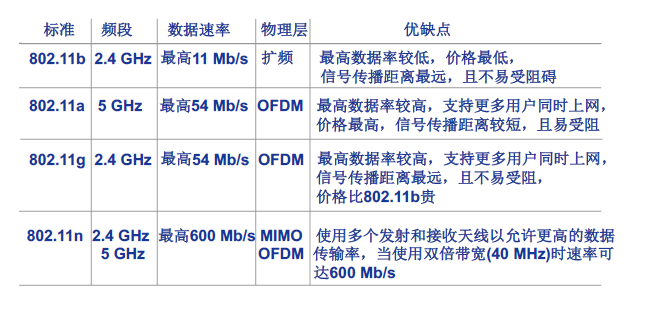 标准 频段 数据速率 物理层 优缺点
802.11b 2.4 GHz 最高11 Mb/s 扩频 最高数据率较低，价格最低，
信号传播距离最远，且不易受阻碍
802.11a 5 GHz 最高54 Mb/s OFDM 最高数据率较高，支持更多用户同时上网，
价格最高，信号传播距离较短，且易受阻
802.11g 2.4 GHz 最高54 Mb/s OFDM 最高数据率较高，支持更多用户同时上网，
信号传播距离最远，且不易受阻，
价格比802.11b贵
802.11n 2.4 GHz 最高600 Mb/s MIMO 使用多个发射和接收天线以允许更高的数据
5 GHz OFDM 传输率，当使用双倍带宽(40 MHz)时速率可
达600 Mb/s